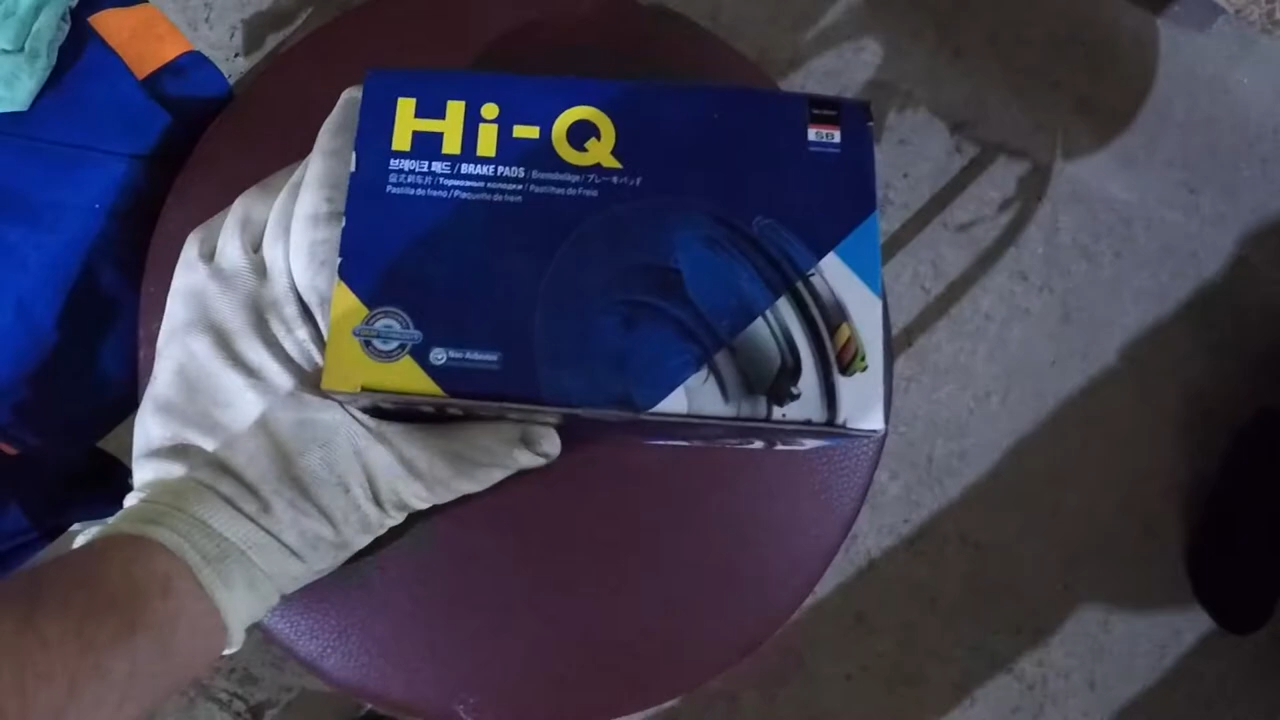 Hi-Q
브레이크 패드 / BRAKE PADS / Bremsbeläge / ブレーキパッド
盘式刹车片 / Тормозные колодки / Pastilhas de Freio
Pastilla de freno / Plaquette de frein
SB
Non-Asbestos